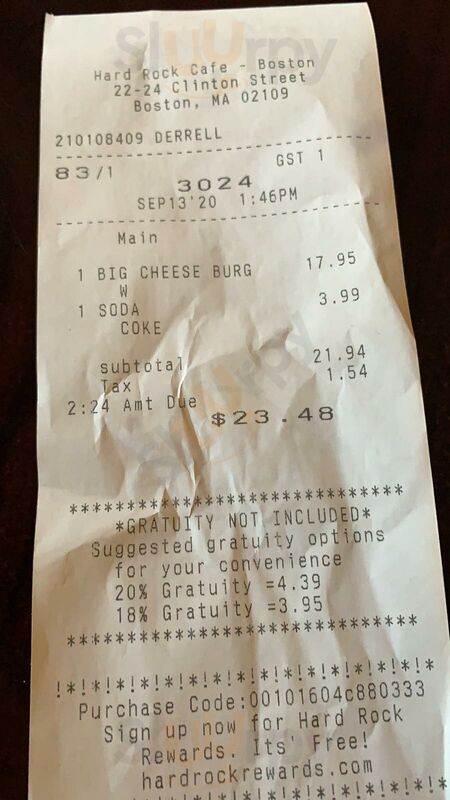 Hard Rock Cafe - Boston
22-24 Clinton Street
Boston, MA 02109
210108409 DERRELL
83/1 GST 1
3024
SEP13'20 1:46PM
Main
1 BIG CHEESE BURG 17.95
W
1 SODA 3.99
COKE
subtotal 21.94
Tax 1.54
2:24 Amt Due $23.48
*******************************
*GRATUITY NOT INCLUDED*
Suggested gratuity options
for your convenience
20% Gratuity =4.39
18% Gratuity =3.95
*******************************
!*!*!*!*!*!*!*!*!*!*!*!*!*!*!*!*
Purchase Code:00101604c880333
Sign up now for Hard Rock
Rewards. Its' Free!
hardrockrewards.com